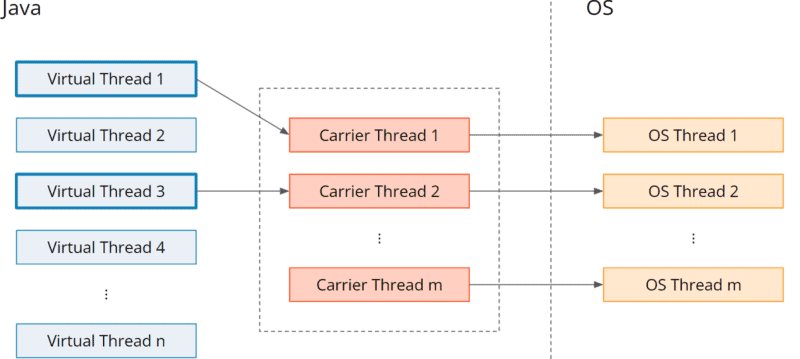 Java
OS
Virtual Thread 1
Virtual Thread 2
Virtual Thread 3
Virtual Thread 4
⋮
Virtual Thread n
Carrier Thread 1
Carrier Thread 2
⋮
Carrier Thread m
OS Thread 1
OS Thread 2
⋮
OS Thread m